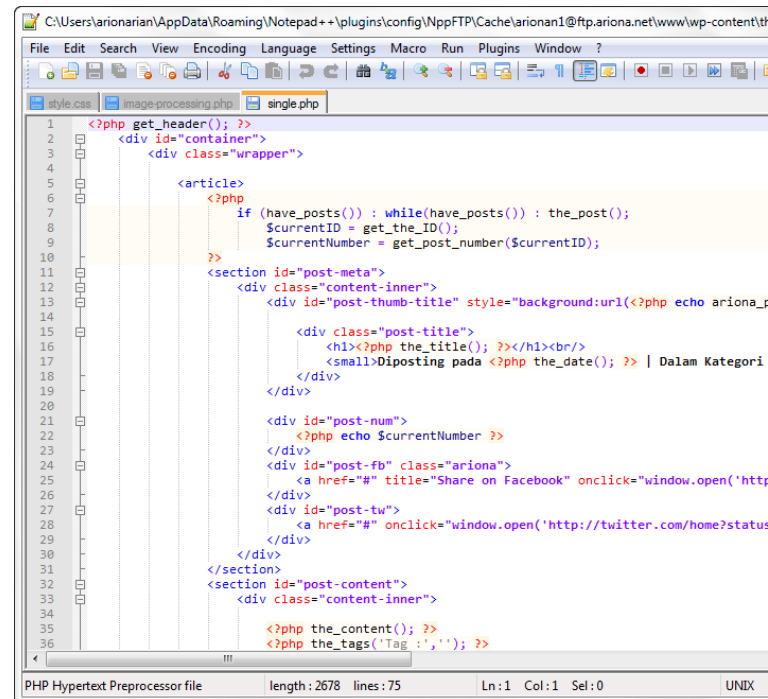 C:\Users\arionarian\AppData\Roaming\Notepad++\plugins\config\NppFTP\Cache\arionan1@ftp.ariona.net\www\wp-content\th
File Edit Search View Encoding Language Settings Macro Run Plugins Window ?
style.css image-processing.php single.php
1 <?php get_header(); ?>
2 <div id="container">
3 <div class="wrapper">
4
5 <article>
6 <?php
7 if (have_posts()) : while(have_posts()) : the_post();
8 $currentID = get_the_ID();
9 $currentNumber = get_post_number($currentID);
10 ?>
11 <section id="post-meta">
12 <div class="content-inner">
13 <div id="post-thumb-title" style="background:url(<?php echo ariona_p
14
15 <div class="post-title">
16 <h1><?php the_title(); ?></h1><br/>
17 <small>Diposting pada <?php the_date(); ?> | Dalam Kategori
18 </div>
19 </div>
20
21 <div id="post-num">
22 <?php echo $currentNumber ?>
23 </div>
24 <div id="post-fb" class="ariona">
25 <a href="#" title="Share on Facebook" onclick="window.open('http
26 </div>
27 <div id="post-tw">
28 <a href="#" onclick="window.open('http://twitter.com/home?status
29 </div>
30 </div>
31 </section>
32 <section id="post-content">
33 <div class="content-inner">
34
35 <?php the_content(); ?>
36 <?php the_tags('Tag :',''); ?>
PHP Hypertext Preprocessor file length : 2678 lines : 75 Ln : 1 Col : 1 Sel : 0 UNIX